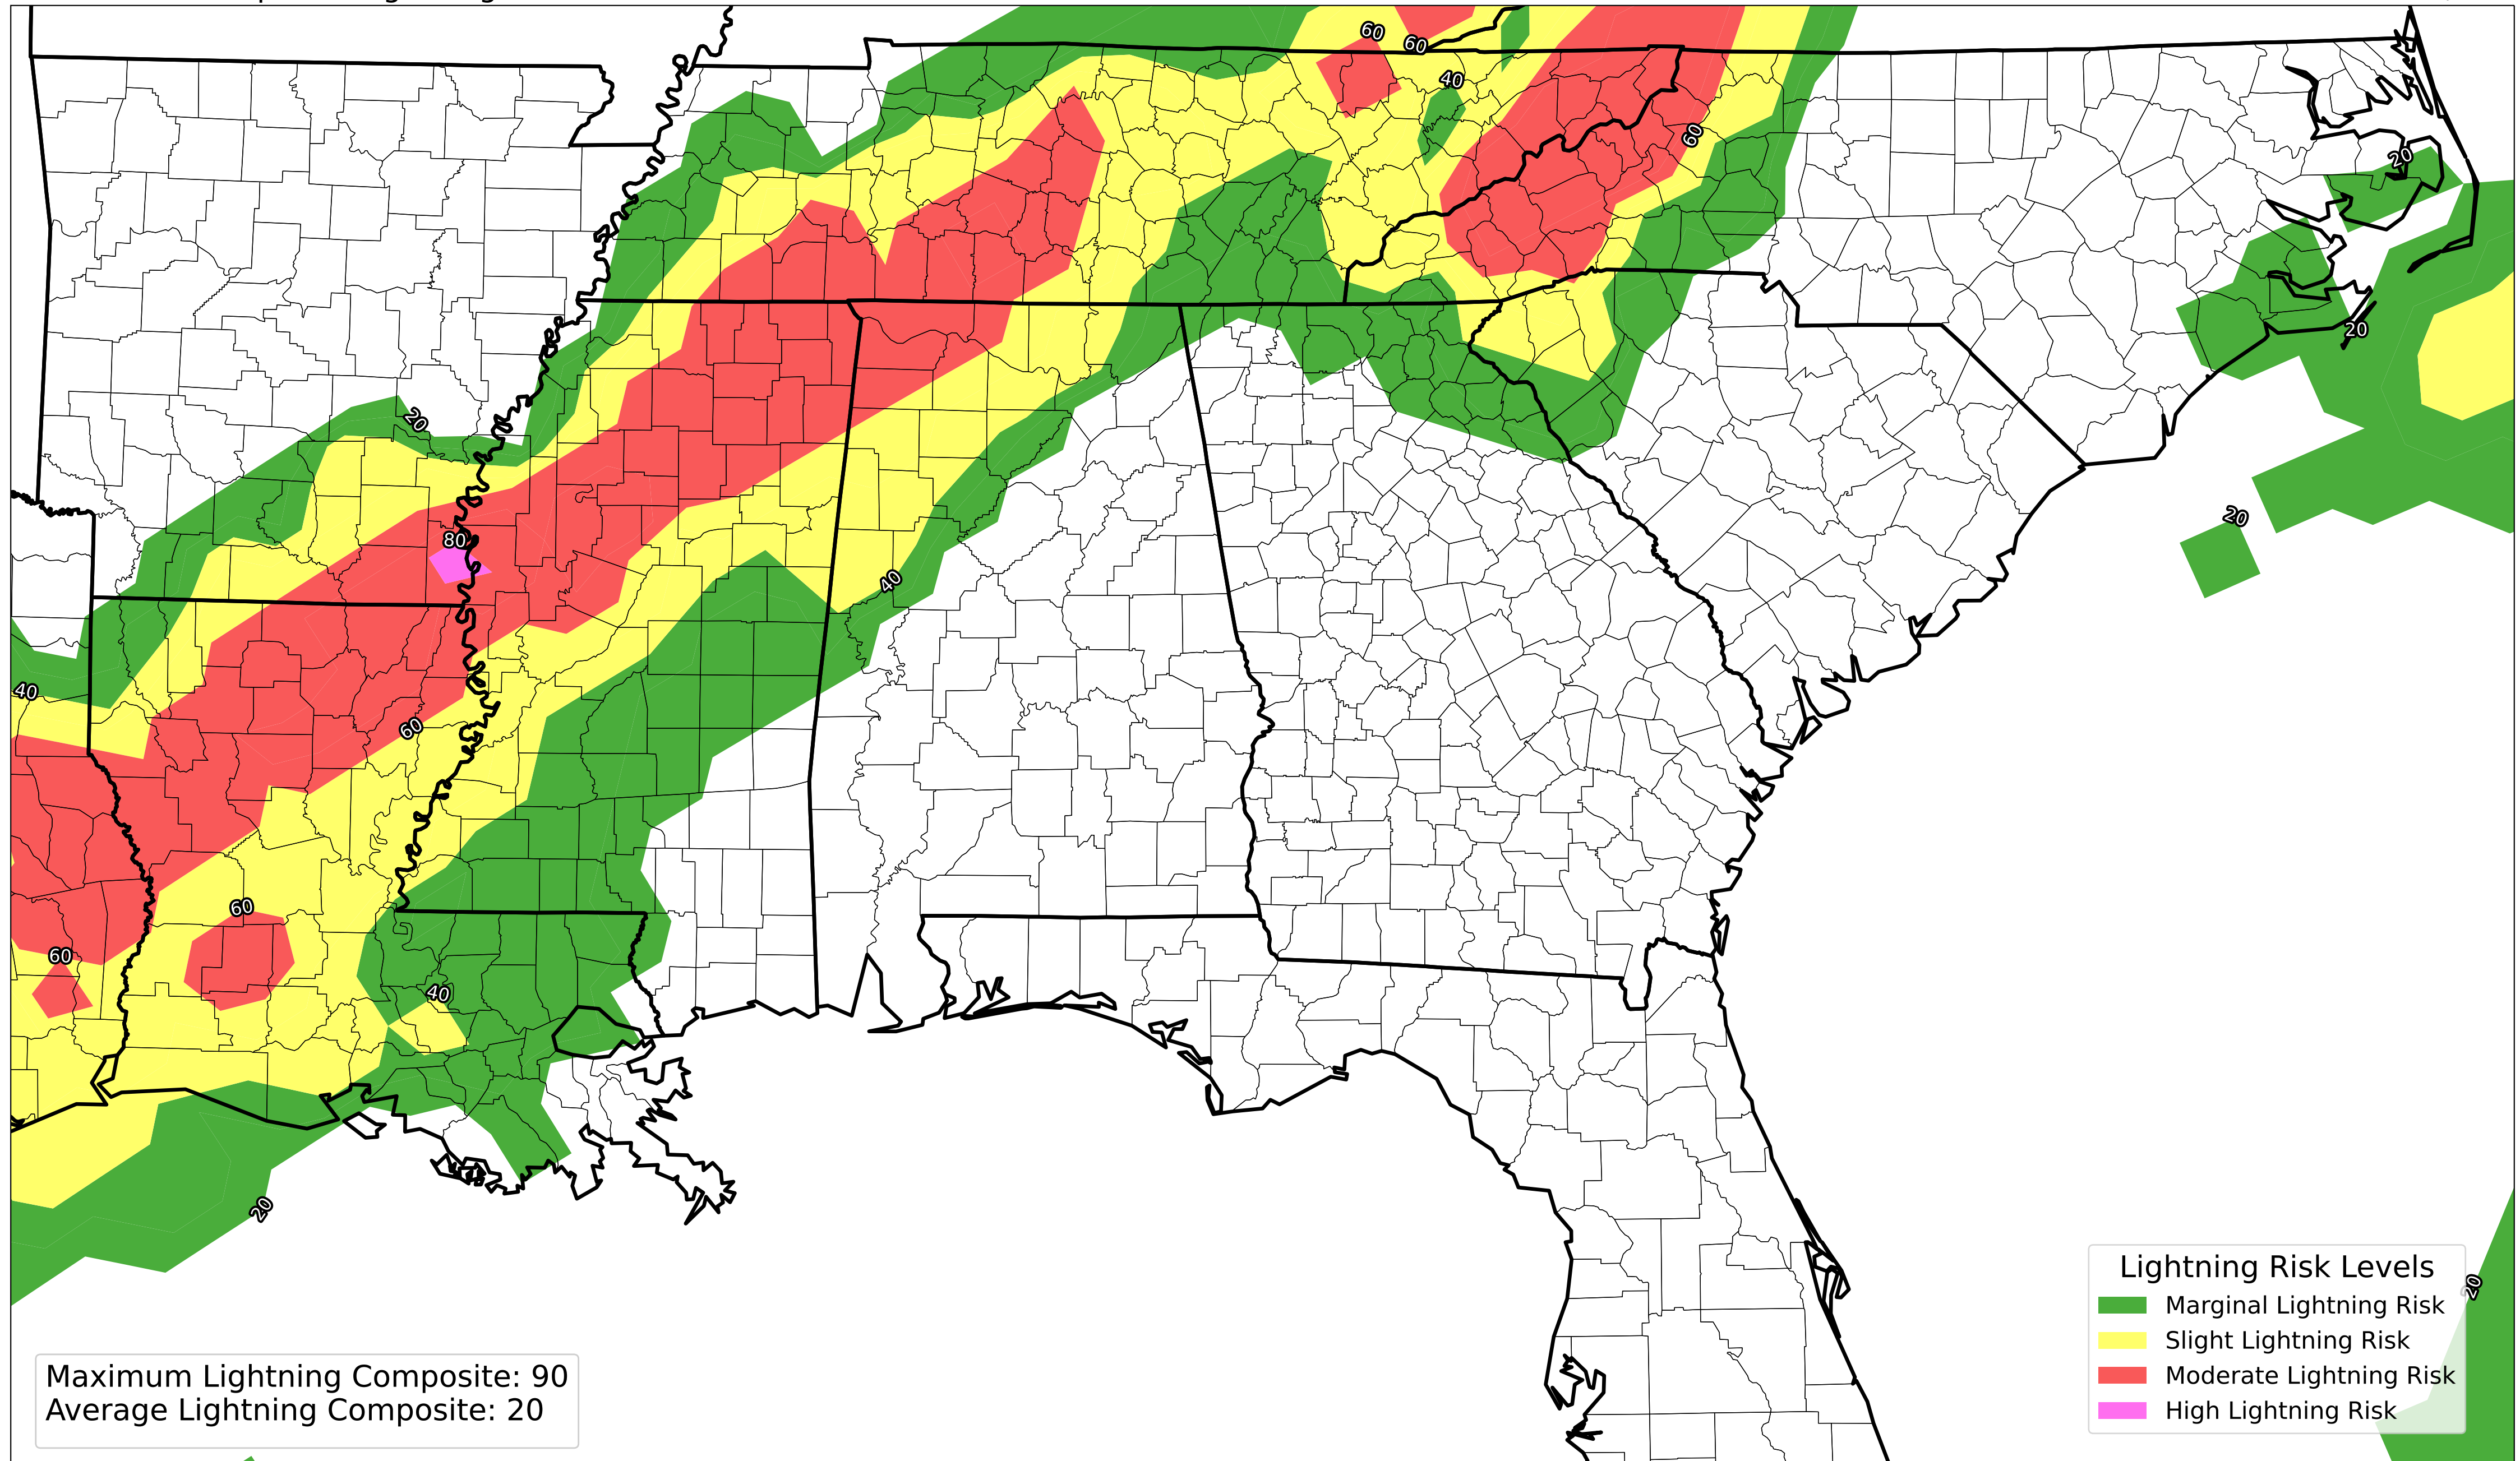 60
60
40
60
20
20
20
80
20
40
40
60
60
60
40
20
20
Lightning Risk Levels
Marginal Lightning Risk
Slight Lightning Risk
Moderate Lightning Risk
High Lightning Risk
Maximum Lightning Composite: 90
Average Lightning Composite: 20